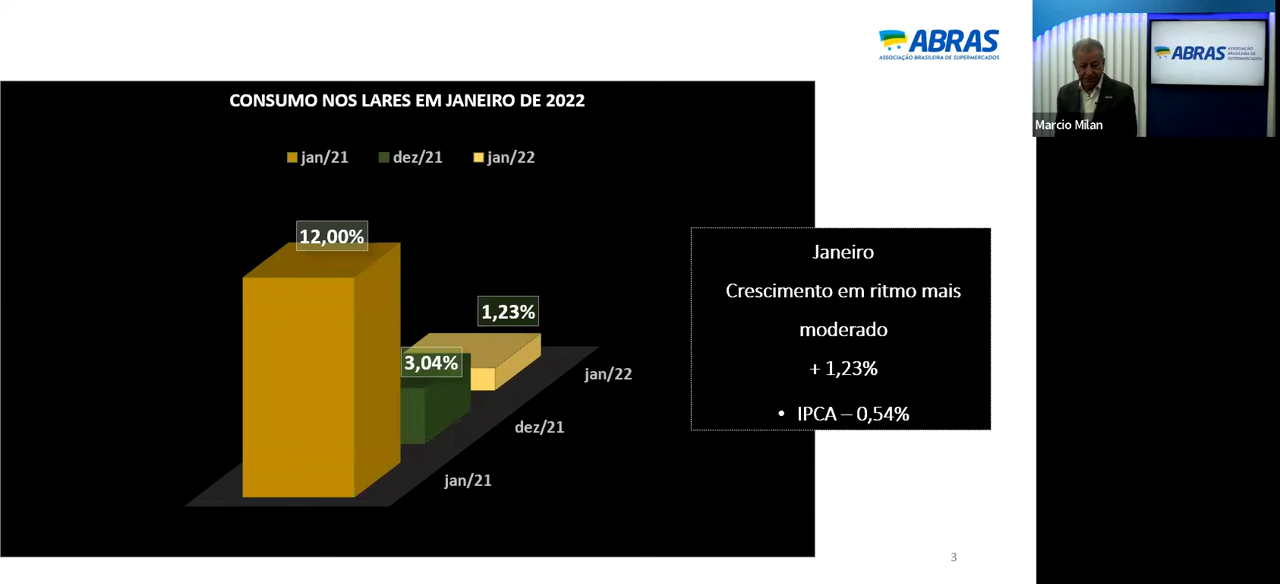 ABRAS
ASSOCIAÇÃO BRASILEIRA DE SUPERMERCADOS
CONSUMO NOS LARES EM JANEIRO DE 2022
jan/21 dez/21 jan/22
12,00%
1,23%
3,04%
jan/22
dez/21
jan/21
Janeiro
Crescimento em ritmo mais
moderado
+ 1,23%
• IPCA – 0,54%
3
ABRAS
ASSOCIAÇÃO
BRASILEIRA DE
SUPERMERCADOS
Marcio Milan